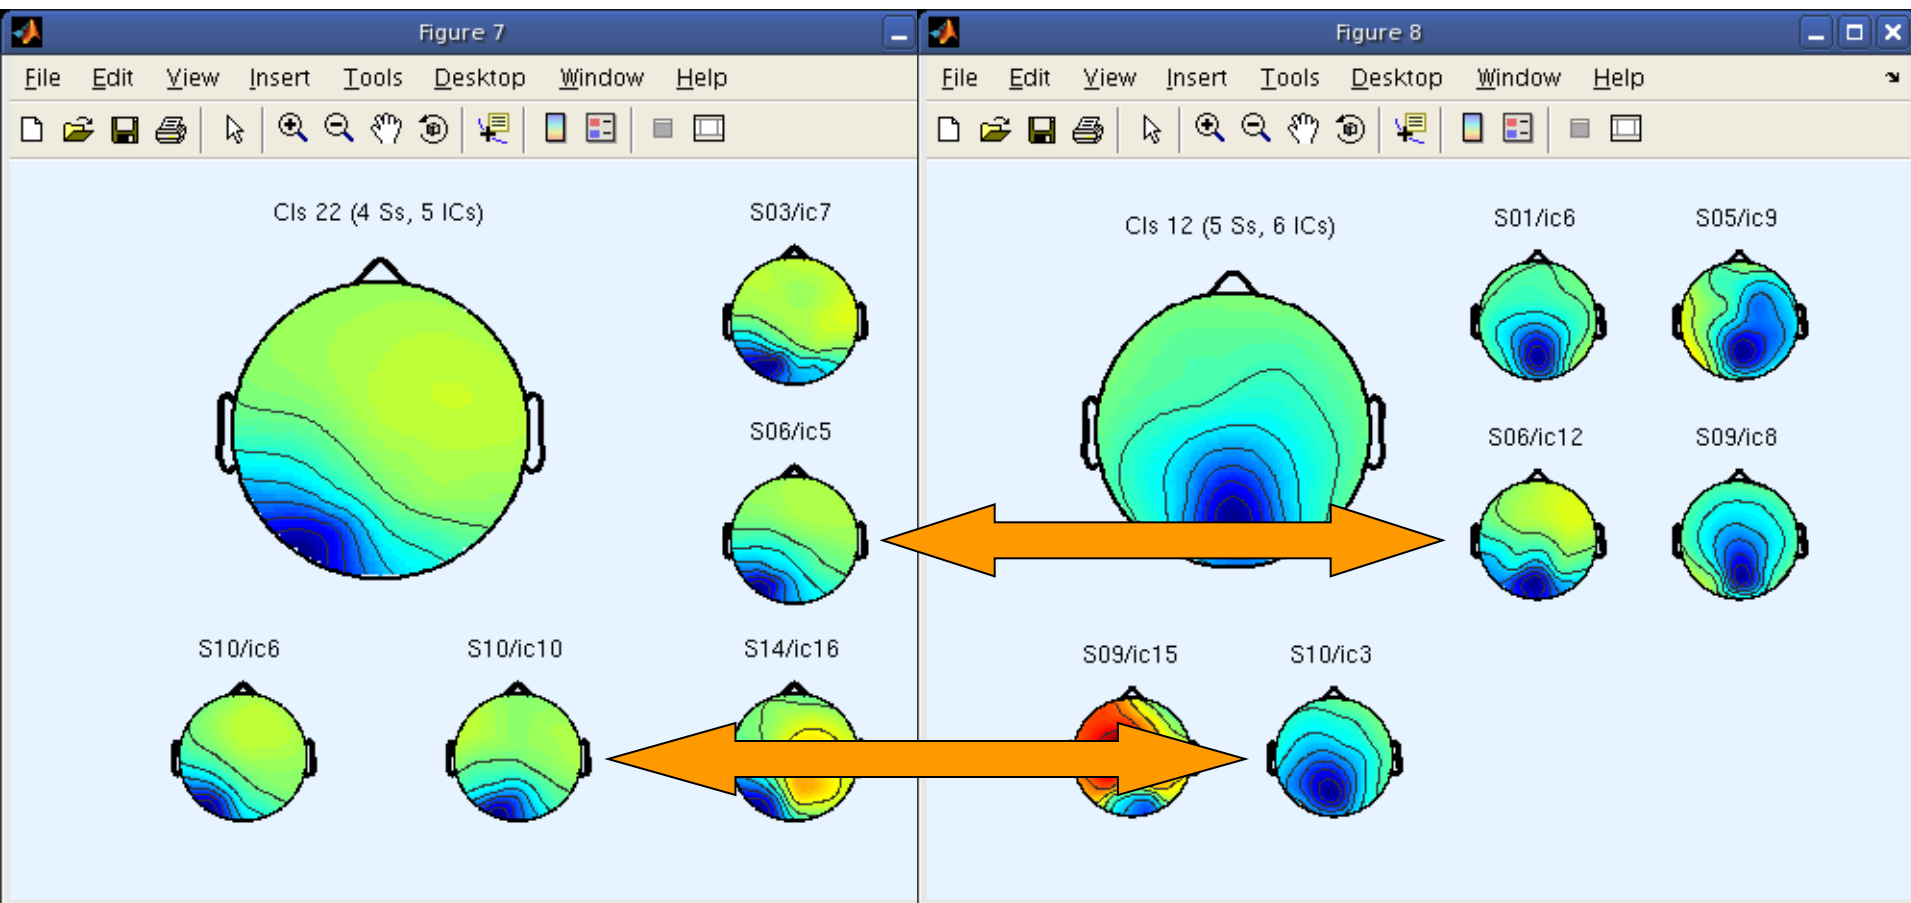 Figure 7
File Edit View Insert Tools Desktop Window Help
Cls 22 (4 Ss, 5 ICs)
S03/ic7
S06/ic5
S10/ic6
S10/ic10
S14/ic16
Figure 8
File Edit View Insert Tools Desktop Window Help
Cls 12 (5 Ss, 6 ICs)
S01/ic6
S05/ic9
S06/ic12
S09/ic8
S09/ic15
S10/ic3